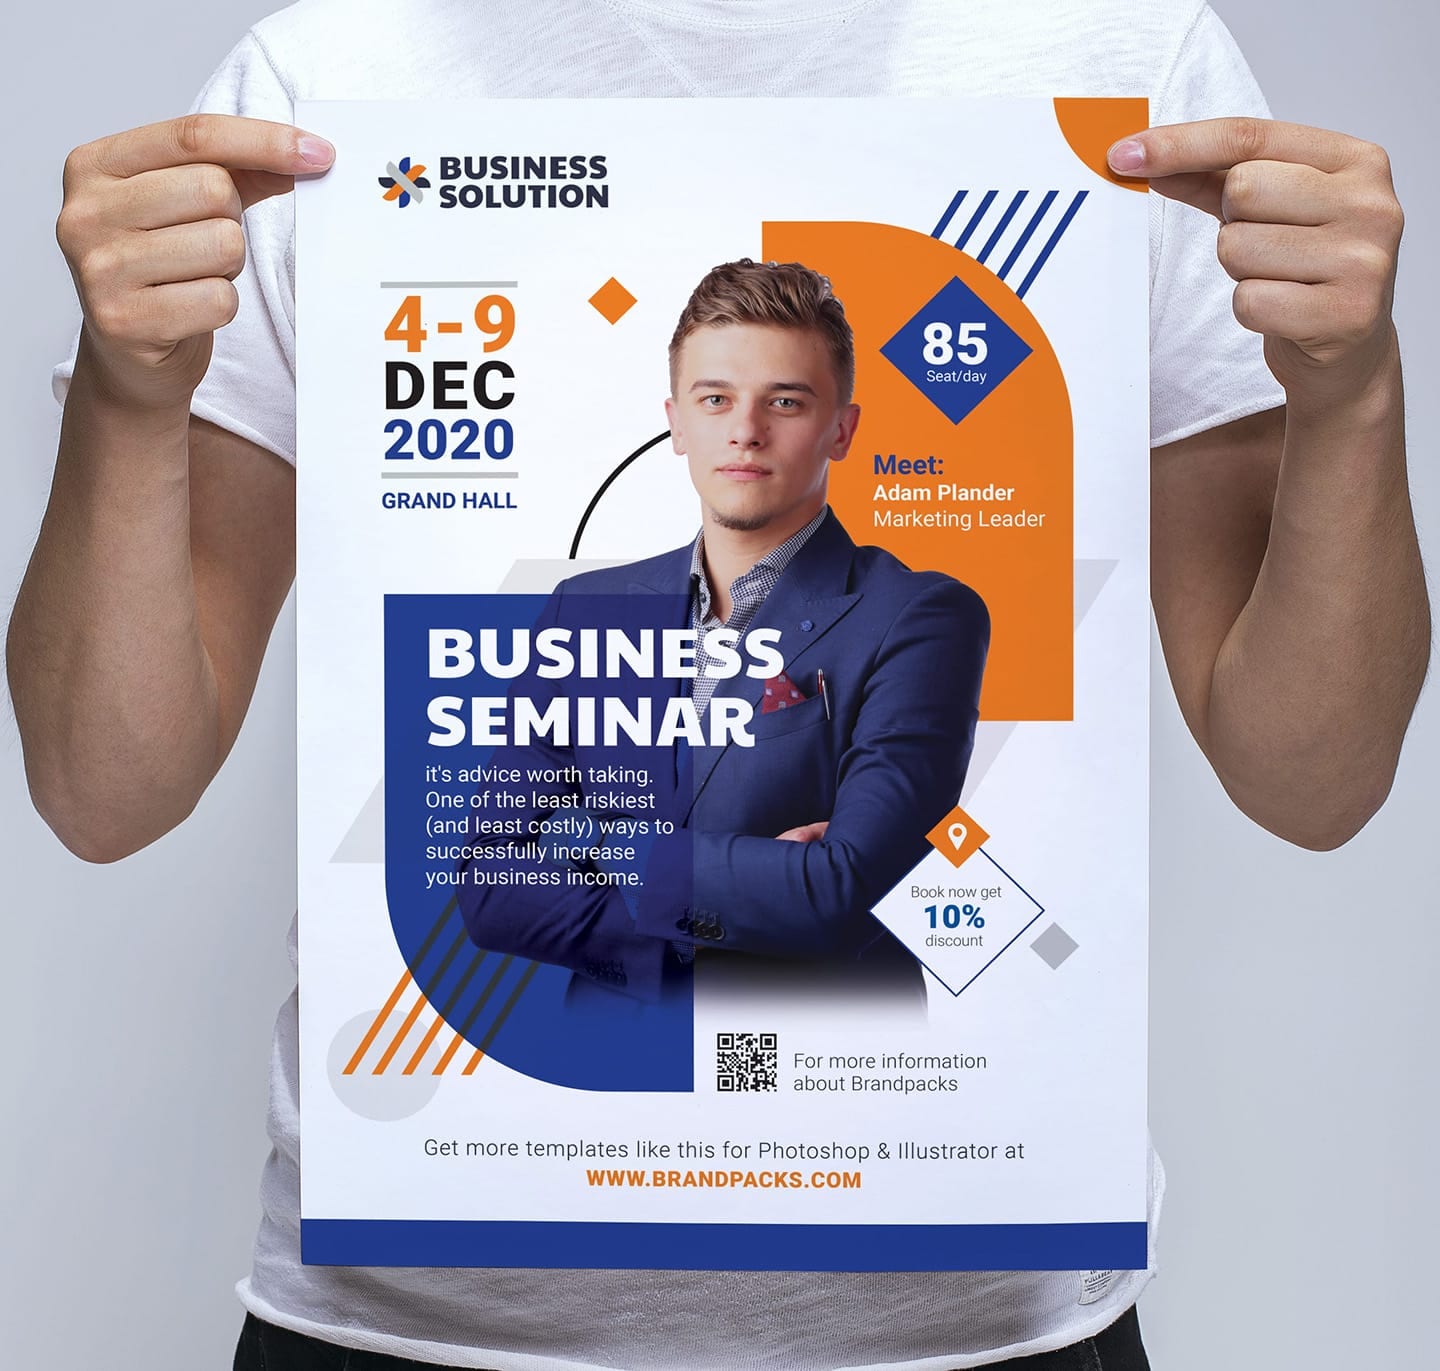 BUSINESS
SOLUTION
4-9
DEC
2020
GRAND HALL
85
Seat/day
Meet:
Adam Plander
Marketing Leader
BUSINESS
SEMINAR
it's advice worth taking.
One of the least riskiest
(and least costly) ways to
successfully increase
your business income.
Book now get
10%
discount
For more information
about Brandpacks
Get more templates like this for Photoshop & Illustrator at
WWW.BRANDPACKS.COM